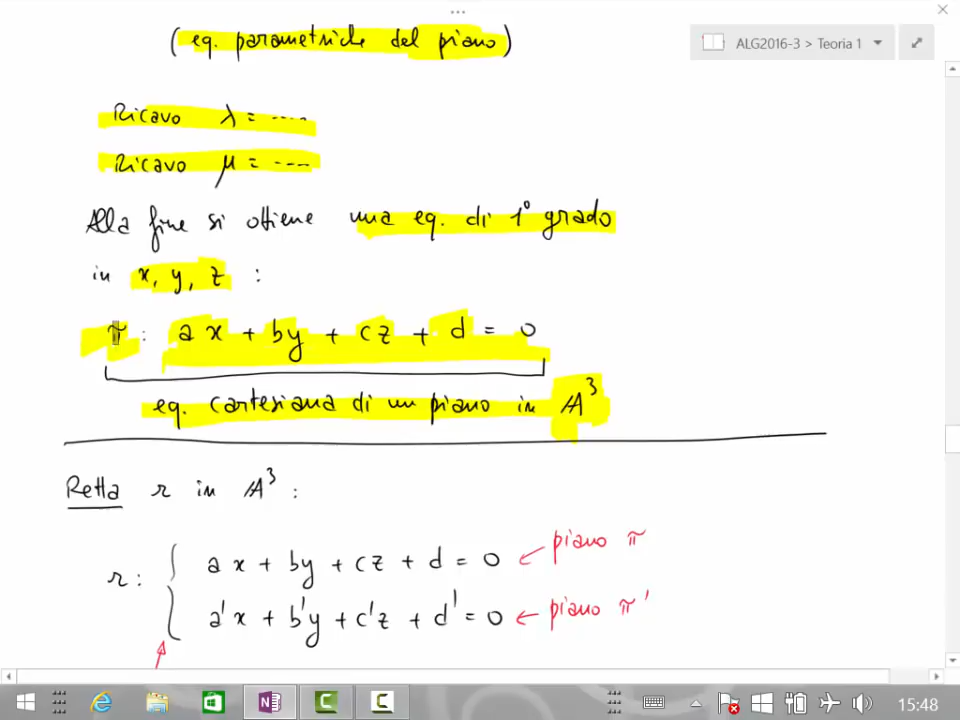 ALG2016-3 > Teoria 1
(eq. parametriche del piano)
Ricavo λ = ....
Ricavo μ = ....
Alla fine si ottiene una eq. di 1° grado
in x, y, z :
π : ax + by + cz + d = 0
eq. cartesiana di un piano in 𝔸³
Retta r in 𝔸³ :
r : { ax + by + cz + d = 0 ← piano π
a'x + b'y + c'z + d' = 0 ← piano π'
15:48